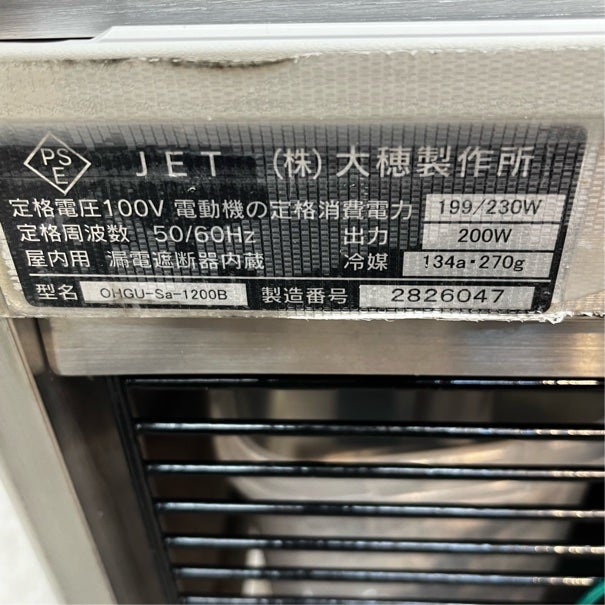 PS E JET (株)大穂製作所
定格電圧100V 電動機の定格消費電力 199/230W
定格周波数 50/60Hz 出力 200W
屋内用 漏電遮断器内蔵 冷媒 134a・270g
型名 OHGU-Sa-1200B 製造番号 2826047